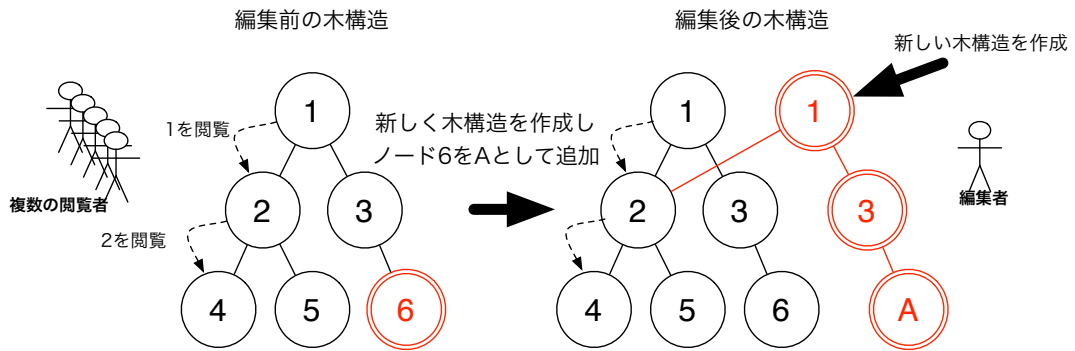 編集前の木構造
編集後の木構造
新しい木構造を作成
1を閲覧
新しく木構造を作成し
ノード6をAとして追加
複数の閲覧者
編集者
2を閲覧
1
2
3
4
5
6
1
1
2
3
3
4
5
6
A